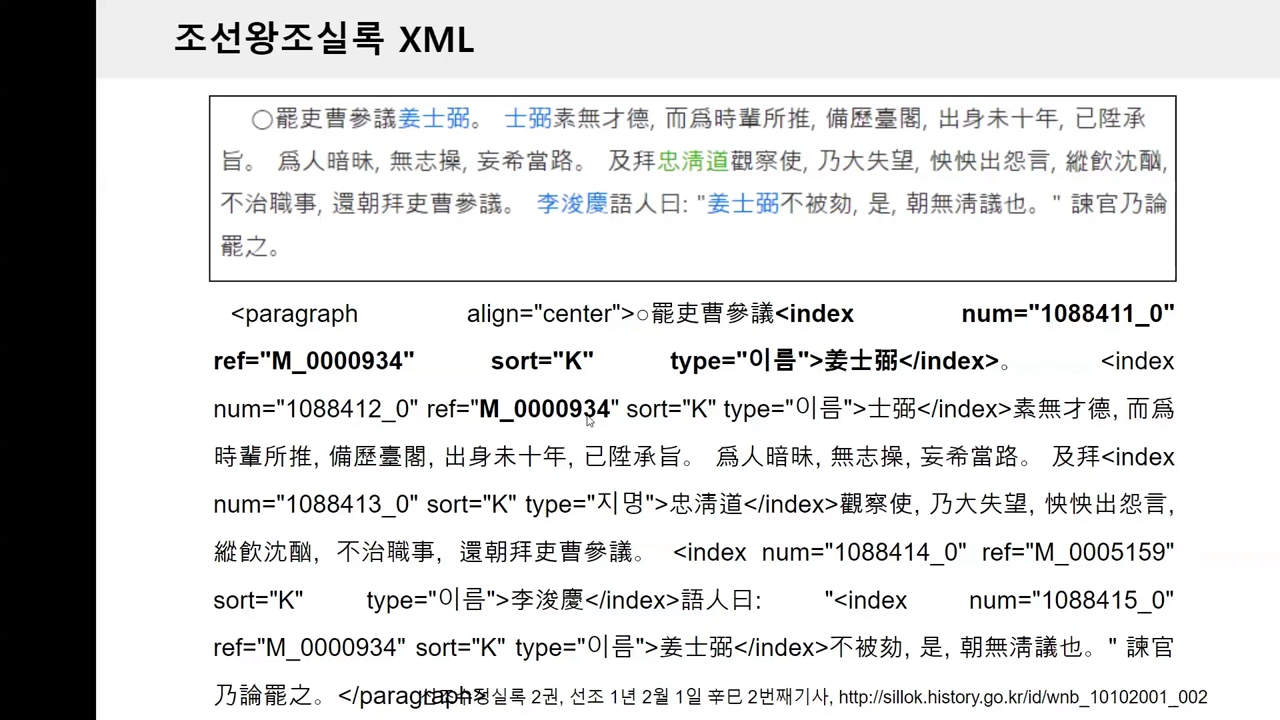 조선왕조실록 XML
○罷吏曹參議姜士弼。 士弼素無才德, 而爲時輩所推, 備歷臺閣, 出身未十年, 已陞承
旨。 爲人暗昧, 無志操, 妄希當路。 及拜忠淸道觀察使, 乃大失望, 怏怏出怨言, 縱飮沈酗,
不治職事, 還朝拜吏曹參議。 李浚慶語人曰: "姜士弼不被劾, 是, 朝無淸議也。" 諫官乃論
罷之。
<paragraph align="center">○罷吏曹參議<index num="1088411_0"
ref="M_0000934" sort="K" type="이름">姜士弼</index>。 <index
num="1088412_0" ref="M_0000934" sort="K" type="이름">士弼</index>素無才德, 而爲
時輩所推, 備歷臺閣, 出身未十年, 已陞承旨。 爲人暗昧, 無志操, 妄希當路。 及拜<index
num="1088413_0" sort="K" type="지명">忠淸道</index>觀察使, 乃大失望, 怏怏出怨言,
縱飮沈酗, 不治職事, 還朝拜吏曹參議。 <index num="1088414_0" ref="M_0005159"
sort="K" type="이름">李浚慶</index>語人曰: "<index num="1088415_0"
ref="M_0000934" sort="K" type="이름">姜士弼</index>不被劾, 是, 朝無淸議也。" 諫官
乃論罷之。</paragraph>
선조수정실록 2권, 선조 1년 2월 1일 辛巳 2번째기사, http://sillok.history.go.kr/id/wnb_10102001_002